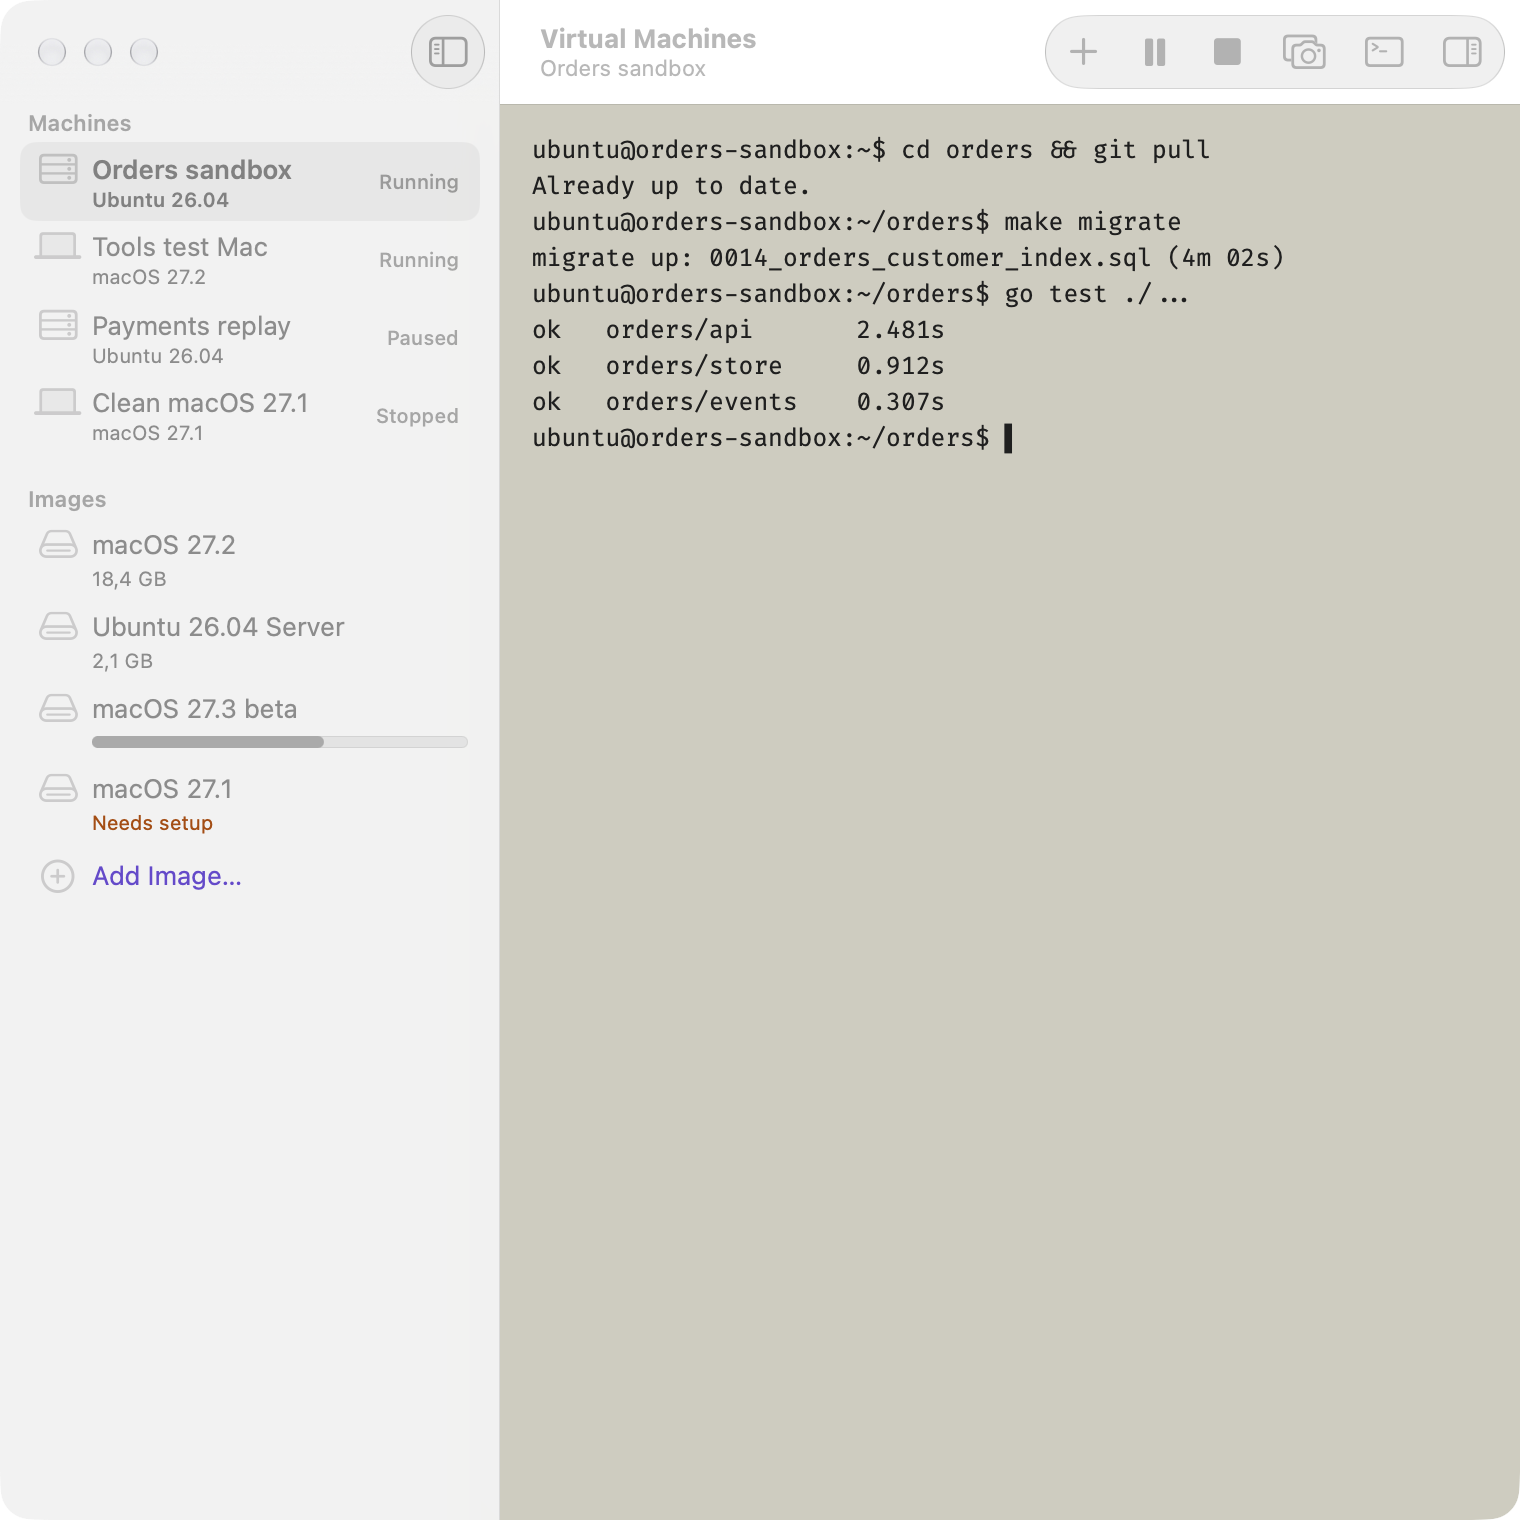 Machines
Orders sandbox
Ubuntu 26.04
Running
Tools test Mac
macOS 27.2
Running
Payments replay
Ubuntu 26.04
Paused
Clean macOS 27.1
macOS 27.1
Stopped
Images
macOS 27.2
18,4 GB
Ubuntu 26.04 Server
2,1 GB
macOS 27.3 beta
macOS 27.1
Needs setup
Add Image...
Virtual Machines
Orders sandbox
ubuntu@orders-sandbox:~$ cd orders && git pull
Already up to date.
ubuntu@orders-sandbox:~/orders$ make migrate
migrate up: 0014_orders_customer_index.sql (4m 02s)
ubuntu@orders-sandbox:~/orders$ go test ./...
ok   orders/api       2.481s
ok   orders/store     0.912s
ok   orders/events    0.307s
ubuntu@orders-sandbox:~/orders$